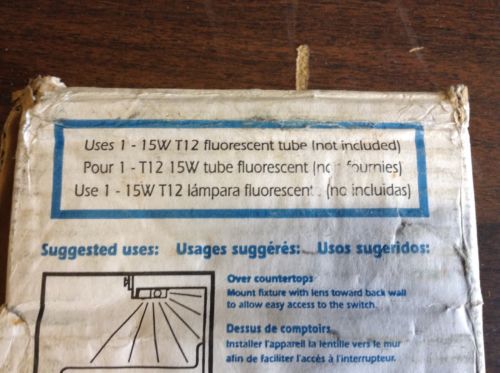 Uses 1 - 15W T12 fluorescent tube (not included)
Pour 1 - T12 15W tube fluorescent (non fournies)
Use 1 - 15W T12 lámpara fluorescent (no incluidas)
Suggested uses: Usages suggérés: Usos sugeridos:
Over countertops
Mount fixture with lens toward back wall
to allow easy access to the switch.
Dessus de comptoirs
Installer l'appareil la lentille vers le mur
afin de faciliter l'accès à l'interrupteur.